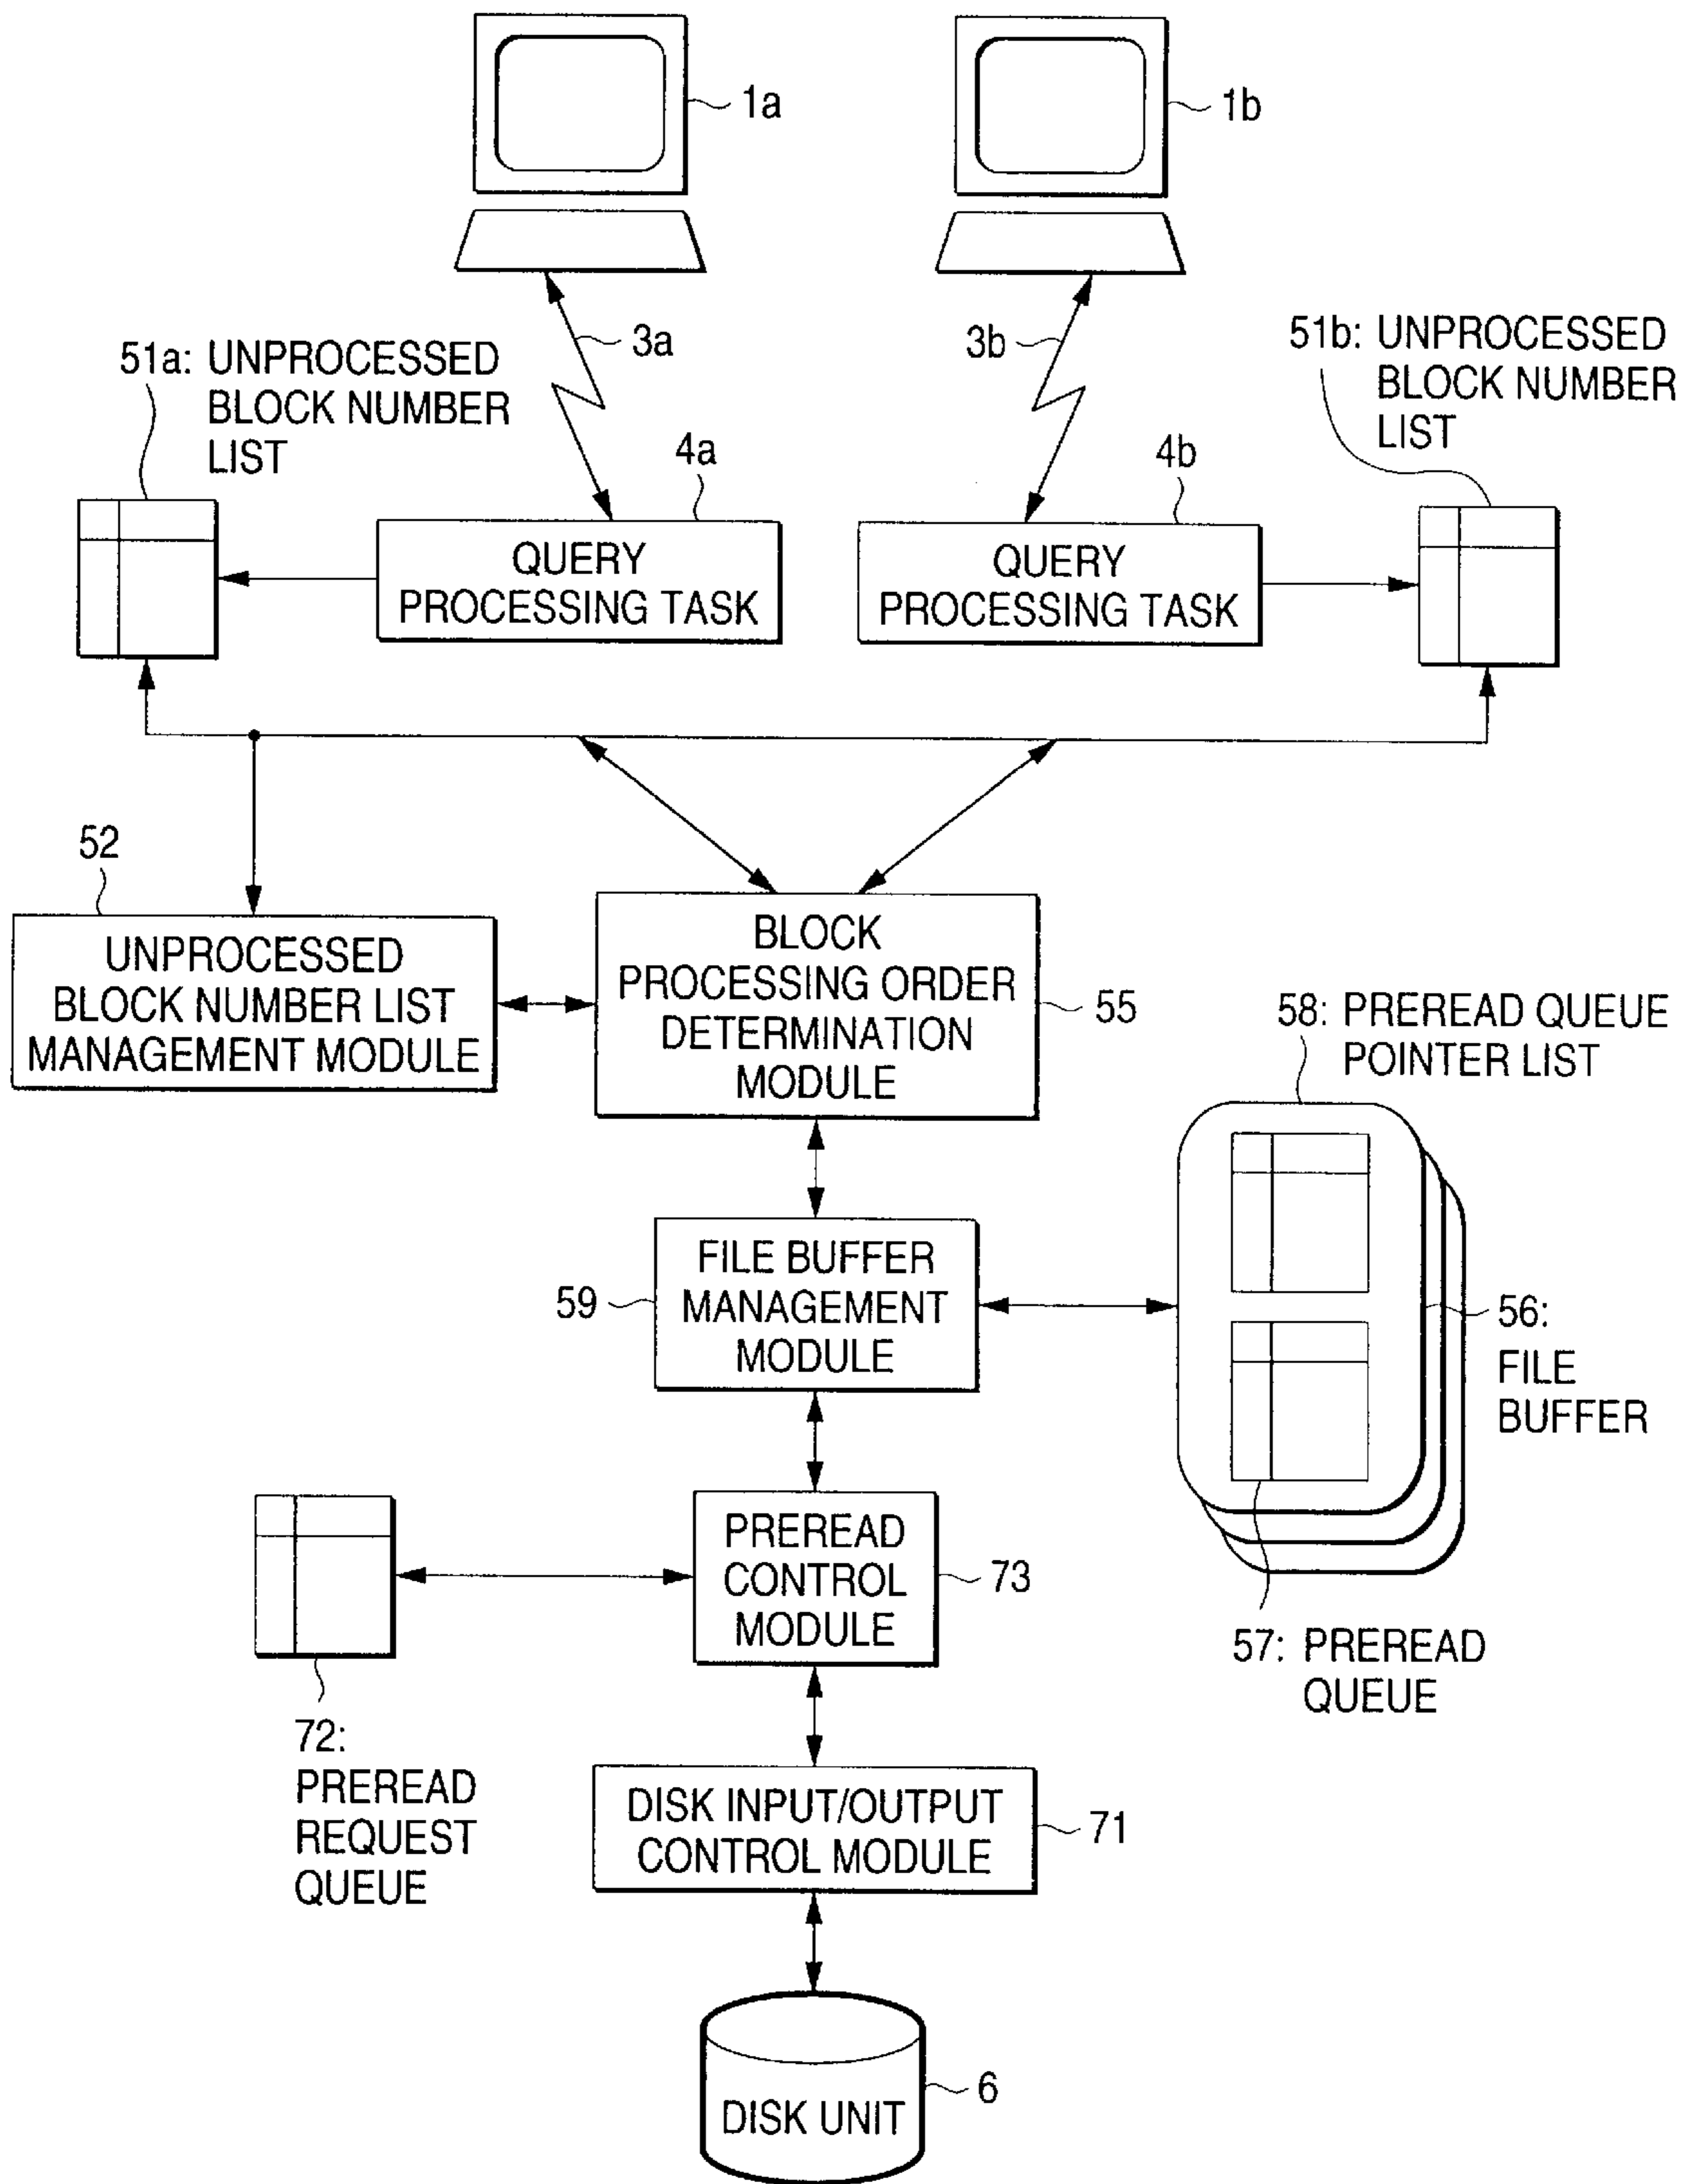 1a
1b
3a
3b
51a: UNPROCESSED
BLOCK NUMBER
LIST
51b: UNPROCESSED
BLOCK NUMBER
LIST
4a
4b
QUERY
PROCESSING TASK
QUERY
PROCESSING TASK
52
UNPROCESSED
BLOCK NUMBER LIST
MANAGEMENT MODULE
BLOCK
PROCESSING ORDER
DETERMINATION
MODULE
55
58: PREREAD QUEUE
POINTER LIST
FILE BUFFER
MANAGEMENT
MODULE
59
56:
FILE
BUFFER
PREREAD
CONTROL
MODULE
73
57: PREREAD
QUEUE
72:
PREREAD
REQUEST
QUEUE
DISK INPUT/OUTPUT
CONTROL MODULE
71
DISK UNIT
6